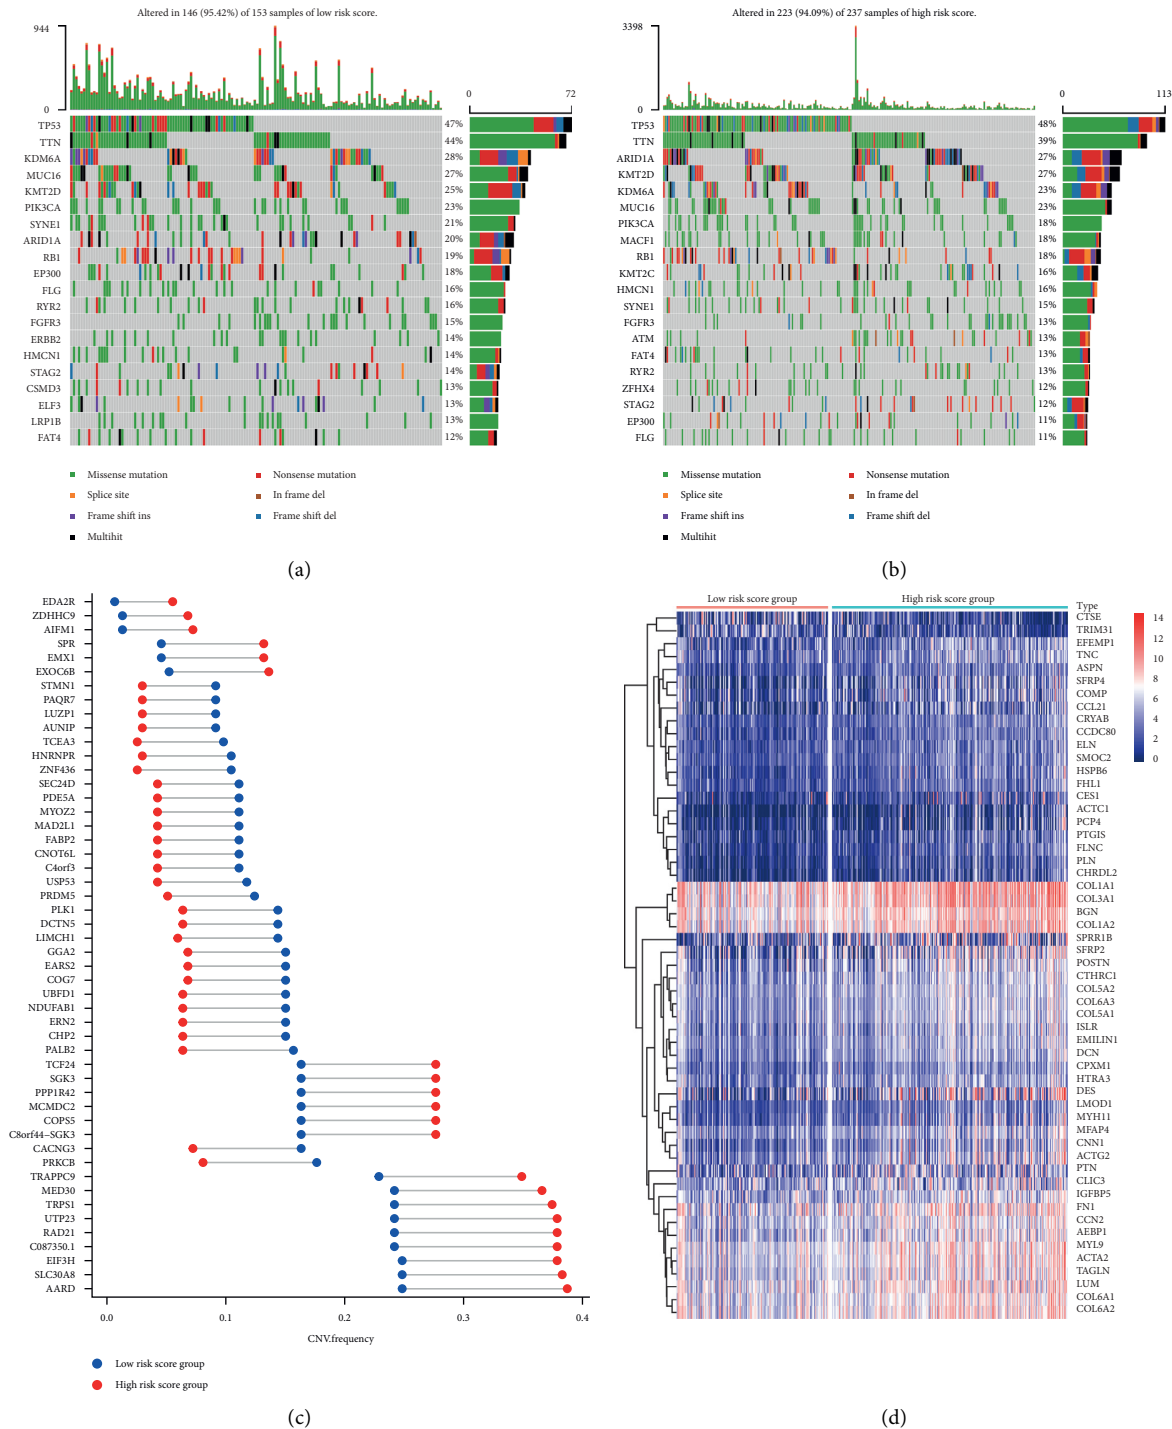 Altered in 146 (95.42%) of 153 samples of low risk score.
944
0
0 72
TP53 47%
TTN 44%
KDM6A 28%
MUC16 27%
KMT2D 25%
PIK3CA 23%
SYNE1 21%
ARID1A 20%
RB1 19%
EP300 18%
FLG 16%
RYR2 16%
FGFR3 15%
ERBB2 14%
HMCN1 14%
STAG2 14%
CSMD3 13%
ELF3 13%
LRP1B 13%
FAT4 12%
Missense mutation
Nonsense mutation
Splice site
In frame del
Frame shift ins
Frame shift del
Multihit
(a)
Altered in 223 (94.09%) of 237 samples of high risk score.
3398
0
0 113
TP53 48%
TTN 39%
ARID1A 27%
KMT2D 27%
KDM6A 23%
MUC16 23%
PIK3CA 18%
MACF1 18%
RB1 18%
KMT2C 16%
HMCN1 16%
SYNE1 15%
FGFR3 13%
ATM 13%
FAT4 13%
RYR2 13%
ZFHX4 12%
STAG2 12%
EP300 11%
FLG 11%
Missense mutation
Nonsense mutation
Splice site
In frame del
Frame shift ins
Frame shift del
Multihit
(b)
EDA2R
ZDHHC9
AIFM1
SPR
EMX1
EXOC6B
STMN1
PAQR7
LUZP1
AUNIP
TCEA3
HNRNPR
ZNF436
SEC24D
PDE5A
MYOZ2
MAD2L1
FABP2
CNOT6L
C4orf3
USP53
PRDM5
PLK1
DCTN5
LIMCH1
GGA2
EARS2
COG7
UBFD1
NDUFAB1
ERN2
CHP2
PALB2
TCF24
SGK3
PPP1R42
MCMDC2
COPS5
C8orf44−SGK3
CACNG3
PRKCB
TRAPPC9
MED30
TRPS1
UTP23
RAD21
C087350.1
EIF3H
SLC30A8
AARD
0.0 0.1 0.2 0.3 0.4
CNV.frequency
Low risk score group
High risk score group
(c)
Low risk score group
High risk score group
Type
CTSE
TRIM31
EFEMP1
TNC
ASPN
SFRP4
COMP
CCL21
CRYAB
CCDC80
ELN
SMOC2
HSPB6
FHL1
CES1
ACTC1
PCP4
PTGIS
FLNC
PLN
CHRDL2
COL1A1
COL3A1
BGN
COL1A2
SPRR1B
SFRP2
POSTN
CTHRC1
COL5A2
COL6A3
COL5A1
ISLR
EMILIN1
DCN
CPXM1
HTRA3
DES
LMOD1
MYH11
MFAP4
CNN1
ACTG2
PTN
CLIC3
IGFBP5
FN1
CCN2
AEBP1
MYL9
ACTA2
TAGLN
LUM
COL6A1
COL6A2
14
12
10
8
6
4
2
0
(d)